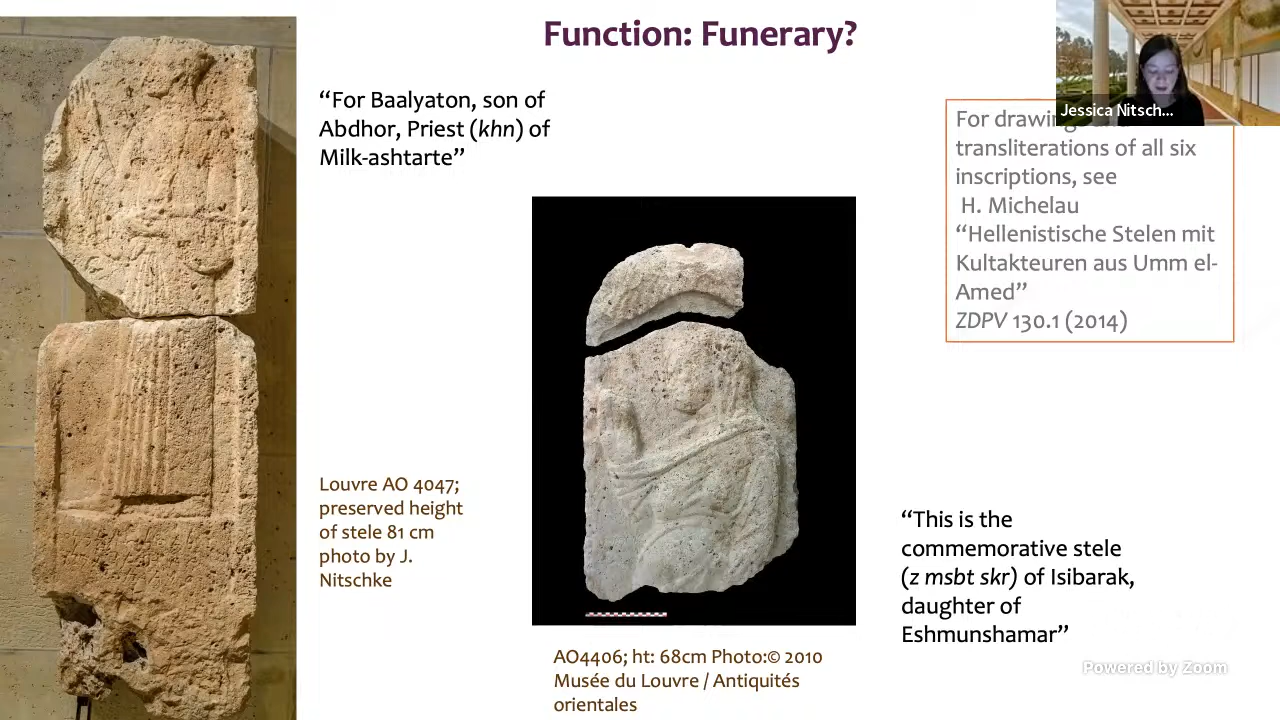 Function: Funerary?
“For Baalyaton, son of
Abdhor, Priest (khn) of
Milk-ashtarte”
Jessica Nitsch...
For
transliterations of all six
inscriptions, see
H. Michelau
“Hellenistische Stelen mit
Kultakteuren aus Umm el-
Amed”
ZDPV 130.1 (2014)
Louvre AO 4047;
preserved height
of stele 81 cm
photo by J.
Nitschke
“This is the
commemorative stele
(z msbt skr) of Isibarak,
daughter of
Eshmunshamar”
AO4406; ht: 68cm Photo:© 2010
Musée du Louvre / Antiquités
orientales
Powered by Zoom